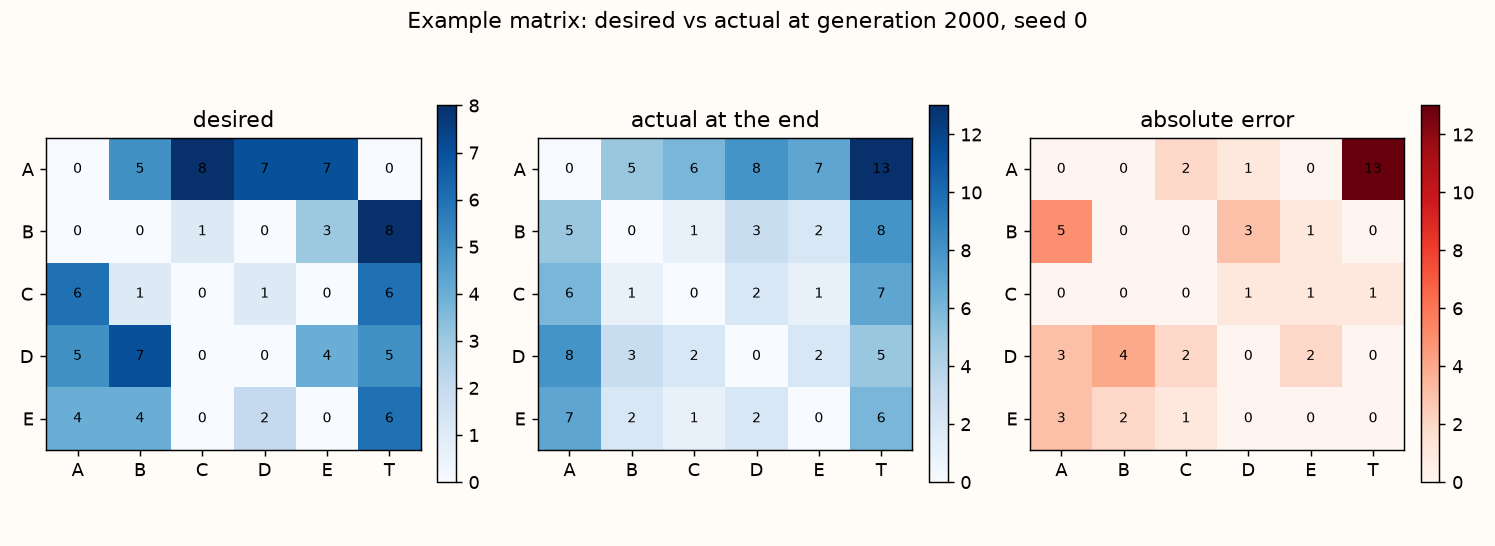 Example matrix: desired vs actual at generation 2000, seed 0
desired
A 0 5 8 7 7 0
B 0 0 1 0 3 8
C 6 1 0 1 0 6
D 5 7 0 0 4 5
E 4 4 0 2 0 6
A B C D E T
8
7
6
5
4
3
2
1
0
actual at the end
A 0 5 6 8 7 13
B 5 0 1 3 2 8
C 6 1 0 2 1 7
D 8 3 2 0 2 5
E 7 2 1 2 0 6
A B C D E T
12
10
8
6
4
2
0
absolute error
A 0 0 2 1 0 13
B 5 0 0 3 1 0
C 0 0 0 1 1 1
D 3 4 2 0 2 0
E 3 2 1 0 0 0
A B C D E T
12
10
8
6
4
2
0